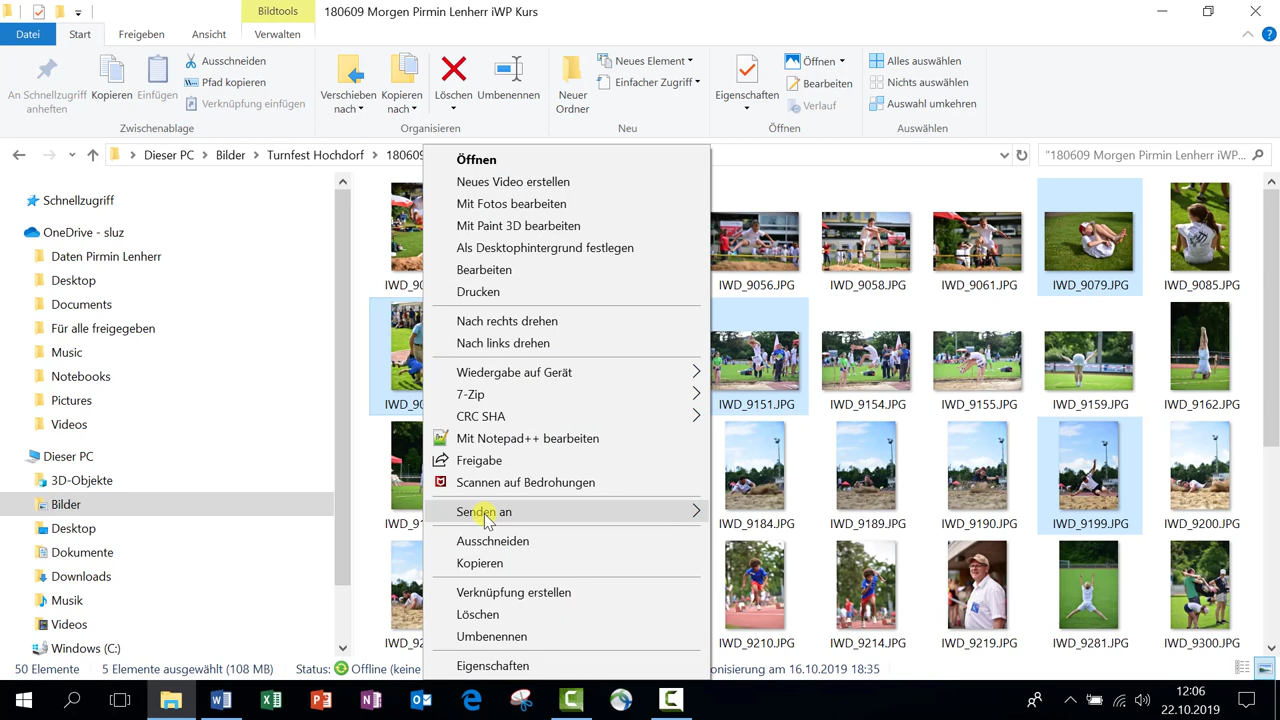 Bildtools
180609 Morgen Pirmin Lenherr iWP Kurs
Datei
Start
Freigeben
Ansicht
Verwalten
An Schnellzugriff anheften
Kopieren
Einfügen
Ausschneiden
Pfad kopieren
Verknüpfung einfügen
Zwischenablage
Verschieben nach
Kopieren nach
Löschen
Umbenennen
Organisieren
Neuer Ordner
Neues Element
Einfacher Zugriff
Neu
Eigenschaften
Öffnen
Bearbeiten
Verlauf
Öffnen
Alles auswählen
Nichts auswählen
Auswahl umkehren
Auswählen
Dieser PC
Bilder
Turnfest Hochdorf
18060
"180609 Morgen Pirmin Lenherr iWP...
Schnellzugriff
OneDrive - sluz
Daten Pirmin Lenherr
Desktop
Documents
Für alle freigegeben
Music
Notebooks
Pictures
Videos
Dieser PC
3D-Objekte
Bilder
Desktop
Dokumente
Downloads
Musik
Videos
Windows (C:)
Öffnen
Neues Video erstellen
Mit Fotos bearbeiten
Mit Paint 3D bearbeiten
Als Desktophintergrund festlegen
Bearbeiten
Drucken
Nach rechts drehen
Nach links drehen
Wiedergabe auf Gerät
7-Zip
CRC SHA
Mit Notepad++ bearbeiten
Freigabe
Scannen auf Bedrohungen
Senden an
Ausschneiden
Kopieren
Verknüpfung erstellen
Löschen
Umbenennen
Eigenschaften
IWD_9056.JPG
IWD_9058.JPG
IWD_9061.JPG
IWD_9079.JPG
IWD_9085.JPG
IWD_9151.JPG
IWD_9154.JPG
IWD_9155.JPG
IWD_9159.JPG
IWD_9162.JPG
IWD_9184.JPG
IWD_9189.JPG
IWD_9190.JPG
IWD_9199.JPG
IWD_9200.JPG
IWD_9210.JPG
IWD_9214.JPG
IWD_9219.JPG
IWD_9281.JPG
IWD_9300.JPG
50 Elemente
5 Elemente ausgewählt (108 MB)
Status:
Offline (keine
onisierung am 16.10.2019 18:35
12:06
22.10.2019